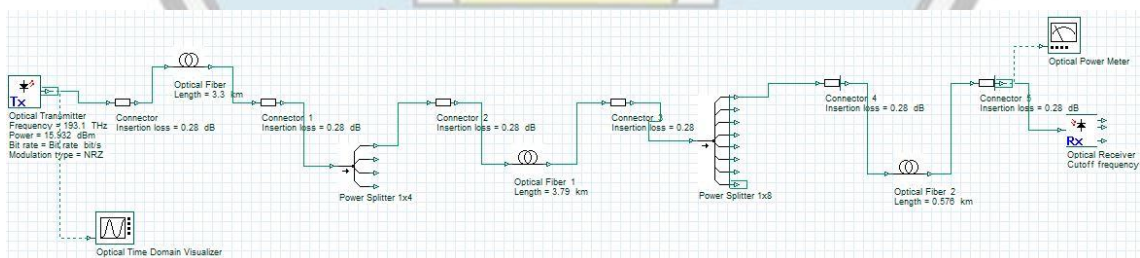 Tx
Optical Transmitter
Frequency = 193.1 THz
Power = 15.932 dBm
Bit rate = Bit rate bit/s
Modulation type = NRZ
Optical Time Domain Visualizer
Connector
Insertion loss = 0.28 dB
Optical Fiber
Length = 3.3 km
Connector 1
Insertion loss = 0.28 dB
Power Splitter 1x4
Connector 2
Insertion loss = 0.28 dB
Optical Fiber 1
Length = 3.79 km
Connector 3
Insertion loss = 0.28
Power Splitter 1x8
Connector 4
Insertion loss = 0.28 dB
Optical Fiber 2
Length = 0.576 km
Connector 5
Insertion loss = 0.28 dB
Optical Power Meter
Rx
Optical Receiver
Cutoff frequency